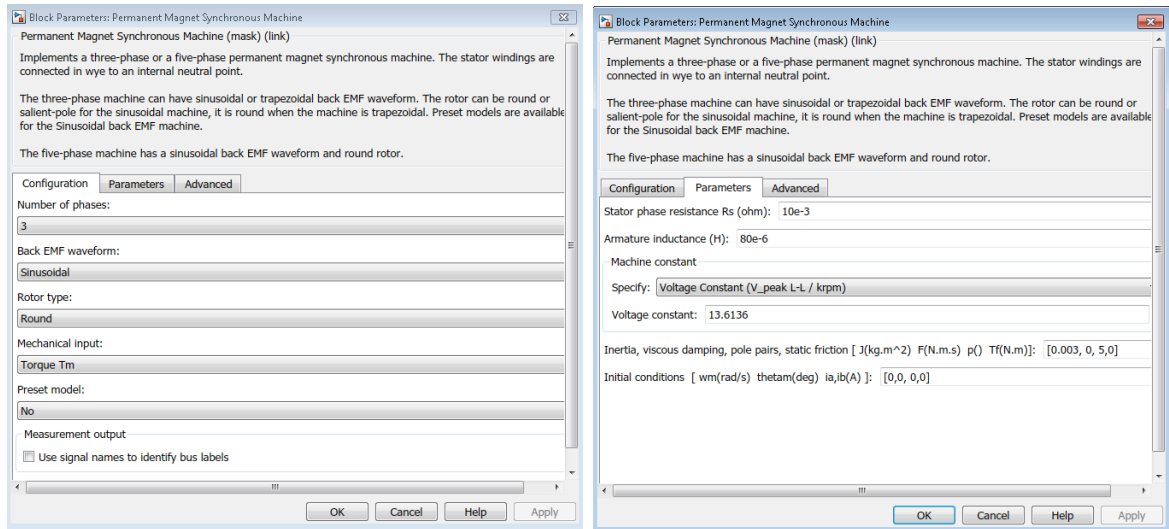 Block Parameters: Permanent Magnet Synchronous Machine
Permanent Magnet Synchronous Machine (mask) (link)
Implements a three-phase or a five-phase permanent magnet synchronous machine. The stator windings are
connected in wye to an internal neutral point.
The three-phase machine can have sinusoidal or trapezoidal back EMF waveform. The rotor can be round or
salient-pole for the sinusoidal machine, it is round when the machine is trapezoidal. Preset models are available
for the Sinusoidal back EMF machine.
The five-phase machine has a sinusoidal back EMF waveform and round rotor.
Configuration Parameters Advanced
Number of phases:
3
Back EMF waveform:
Sinusoidal
Rotor type:
Round
Mechanical input:
Torque Tm
Preset model:
No
Measurement output
Use signal names to identify bus labels
OK Cancel Help Apply
Block Parameters: Permanent Magnet Synchronous Machine
Permanent Magnet Synchronous Machine (mask) (link)
Implements a three-phase or a five-phase permanent magnet synchronous machine. The stator windings are
connected in wye to an internal neutral point.
The three-phase machine can have sinusoidal or trapezoidal back EMF waveform. The rotor can be round or
salient-pole for the sinusoidal machine, it is round when the machine is trapezoidal. Preset models are available
for the Sinusoidal back EMF machine.
The five-phase machine has a sinusoidal back EMF waveform and round rotor.
Configuration Parameters Advanced
Stator phase resistance Rs (ohm): 10e-3
Armature inductance (H): 80e-6
Machine constant
Specify: Voltage Constant (V_peak L-L / krpm)
Voltage constant: 13.6136
Inertia, viscous damping, pole pairs, static friction [ J(kg.m^2) F(N.m.s) p() Tf(N.m)]: [0.003, 0, 5,0]
Initial conditions [ wm(rad/s) thetam(deg) ia,ib(A) ]: [0,0, 0,0]
OK Cancel Help Apply